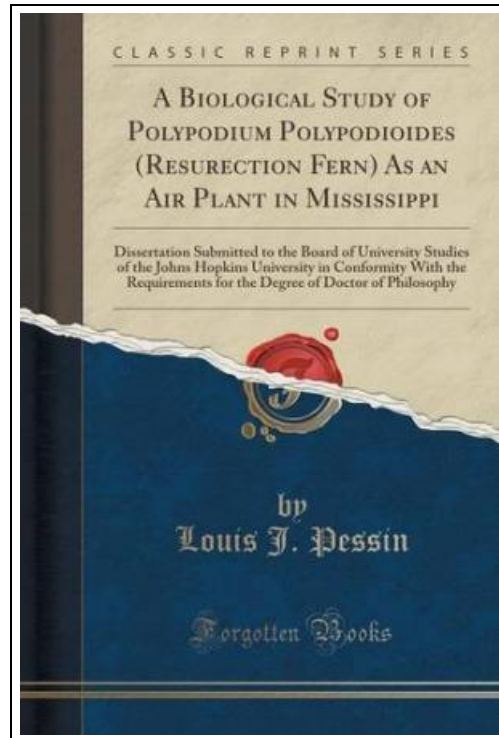 CLASSIC REPRINT SERIES
A BIOLOGICAL STUDY OF
POLYPODIUM POLYPODIOIDES
(RESURECTION FERN) AS AN
AIR PLANT IN MISSISSIPPI
Dissertation Submitted to the Board of University Studies
of the Johns Hopkins University in Conformity With the
Requirements for the Degree of Doctor of Philosophy
by
Louis J. Pessin
Forgotten Books